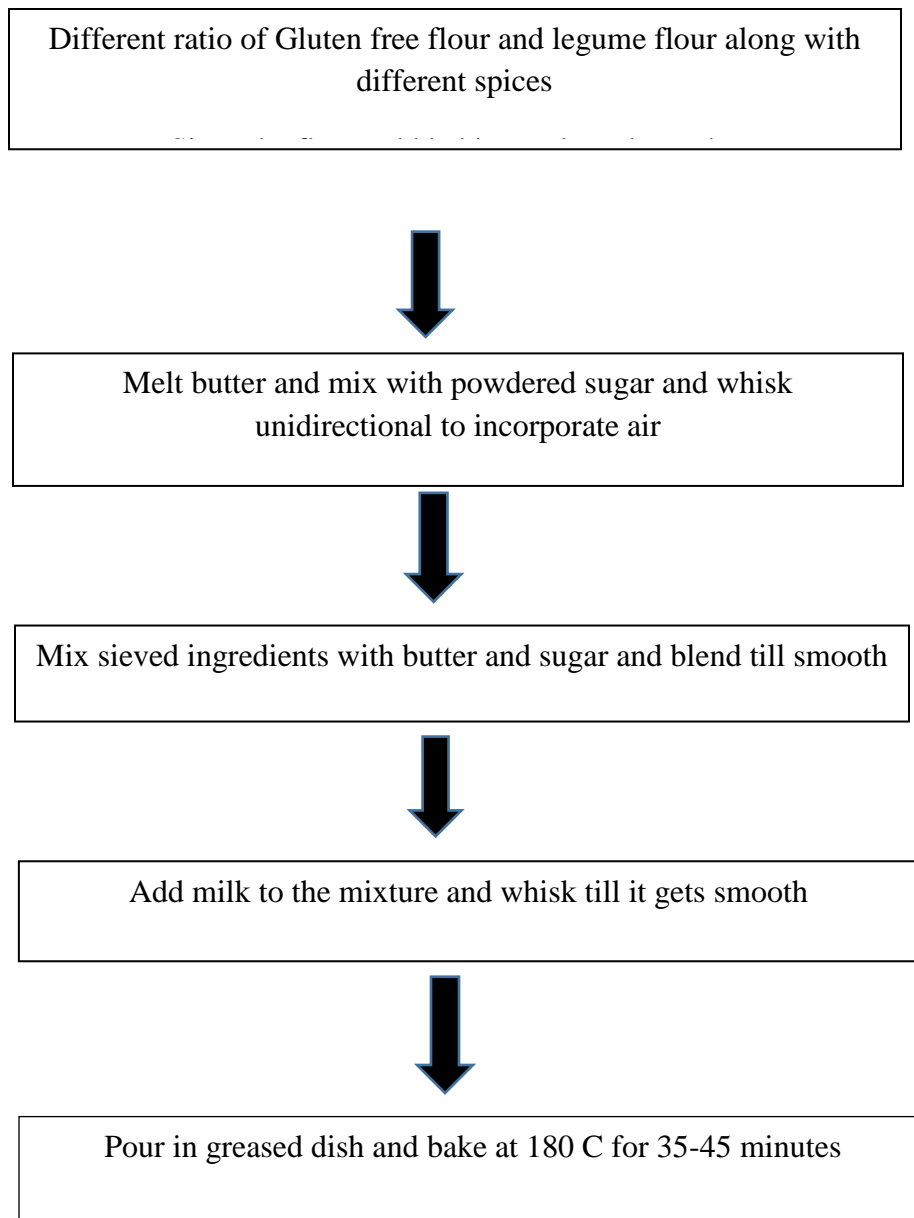 Different ratio of Gluten free flour and legume flour along with
different spices
Melt butter and mix with powdered sugar and whisk
unidirectional to incorporate air
Mix sieved ingredients with butter and sugar and blend till smooth
Add milk to the mixture and whisk till it gets smooth
Pour in greased dish and bake at 180 C for 35-45 minutes